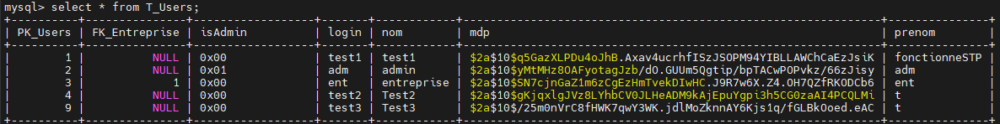 mysql> select * from T_Users;
+----------+---------------+------------------+-------+------------+--------------------------------------------------------------+---------------+
| PK_Users | FK_Entreprise | isAdmin          | login | nom        | mdp                                                          | prenom        |
+----------+---------------+------------------+-------+------------+--------------------------------------------------------------+---------------+
|        1 |          NULL | 0x00             | test1 | test1      | $2a$10$q5GazXLPDu4oJhB.Axav4ucrhfISzJSOPM94YIBLLAWChCaEzJsiK | fonctionneSTP |
|        2 |          NULL | 0x01             | adm   | admin      | $2a$10$yMtMHz8OAFyotagJzb/dO.GUUm5Qgtip/bpTACwPOPvkz/66zJisy | adm           |
|        3 |             1 | 0x00             | ent   | entreprise | $2a$10$SN7cjnGaZ1m6zCgEzHmTvekDIwHC.J9R7w6X.Z4.OH7QZfRKODCb6 | ent           |
|        4 |          NULL | 0x00             | test2 | Test2      | $2a$10$gKjqxlgJVz8LYhbCV0JLHeADM9kAjEpuYgpi3h5CG0zaAI4PCQLMi | t             |
|        9 |          NULL | 0x00             | test3 | Test3      | $2a$10$/25m0nVrC8fHWK7qwY3WK.jdlMoZknnAY6Kjs1q/fGLBkOoed.eAC | t             |
+----------+---------------+------------------+-------+------------+--------------------------------------------------------------+---------------+